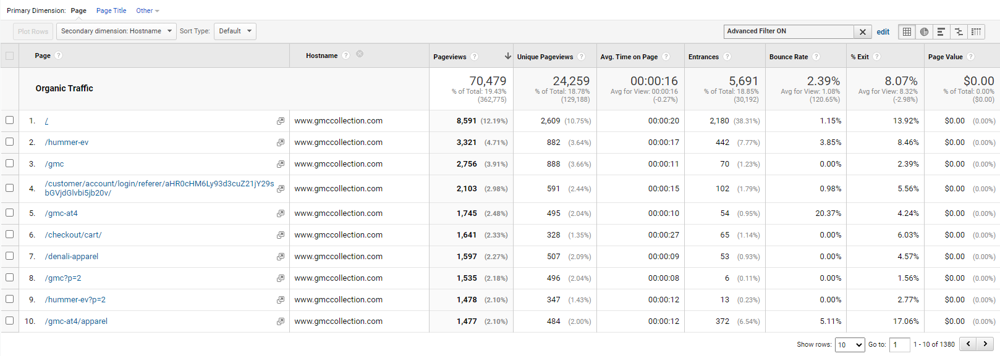 Primary Dimension: Page Page Title Other
Plot Rows Secondary dimension: Hostname Sort Type: Default Advanced Filter ON edit
Page ? Hostname ? Pageviews ? Unique Pageviews ? Avg. Time on Page ? Entrances ? Bounce Rate ? % Exit ? Page Value ?
Organic Traffic 70,479 24,259 00:00:16 5,691 2.39% 8.07% $0.00
% of Total: 19.43% % of Total: 18.78% Avg for View: 00:00:16 % of Total: 18.85% Avg for View: 1.08% Avg for View: 8.32% % of Total: 0.00%
(362,775) (129,188) (-0.27%) (30,192) (120.65%) (-2.98%) ($0.00)
1. / www.gmccollection.com 8,591 (12.19%) 2,609 (10.75%) 00:00:20 2,180 (38.31%) 1.15% 13.92% $0.00 (0.00%)
2. /hummer-ev www.gmccollection.com 3,321 (4.71%) 882 (3.64%) 00:00:17 442 (7.77%) 3.85% 8.46% $0.00 (0.00%)
3. /gmc www.gmccollection.com 2,756 (3.91%) 888 (3.66%) 00:00:11 70 (1.23%) 0.00% 2.39% $0.00 (0.00%)
4. /customer/account/login/referer/aHR0cHM6Ly93d3cuZ21jY29s www.gmccollection.com 2,103 (2.98%) 591 (2.44%) 00:00:15 102 (1.79%) 0.98% 5.56% $0.00 (0.00%)
bGVjdGlvbi5jb20v/
5. /gmc-at4 www.gmccollection.com 1,745 (2.48%) 495 (2.04%) 00:00:10 54 (0.95%) 20.37% 4.24% $0.00 (0.00%)
6. /checkout/cart/ www.gmccollection.com 1,641 (2.33%) 328 (1.35%) 00:00:27 65 (1.14%) 0.00% 6.03% $0.00 (0.00%)
7. /denali-apparel www.gmccollection.com 1,597 (2.27%) 507 (2.09%) 00:00:09 53 (0.93%) 0.00% 4.57% $0.00 (0.00%)
8. /gmc?p=2 www.gmccollection.com 1,535 (2.18%) 496 (2.04%) 00:00:08 6 (0.11%) 0.00% 1.56% $0.00 (0.00%)
9. /hummer-ev?p=2 www.gmccollection.com 1,478 (2.10%) 347 (1.43%) 00:00:12 13 (0.23%) 0.00% 2.77% $0.00 (0.00%)
10. /gmc-at4/apparel www.gmccollection.com 1,477 (2.10%) 484 (2.00%) 00:00:12 372 (6.54%) 5.11% 17.06% $0.00 (0.00%)
Show rows: 10 Go to: 1 1 - 10 of 1380